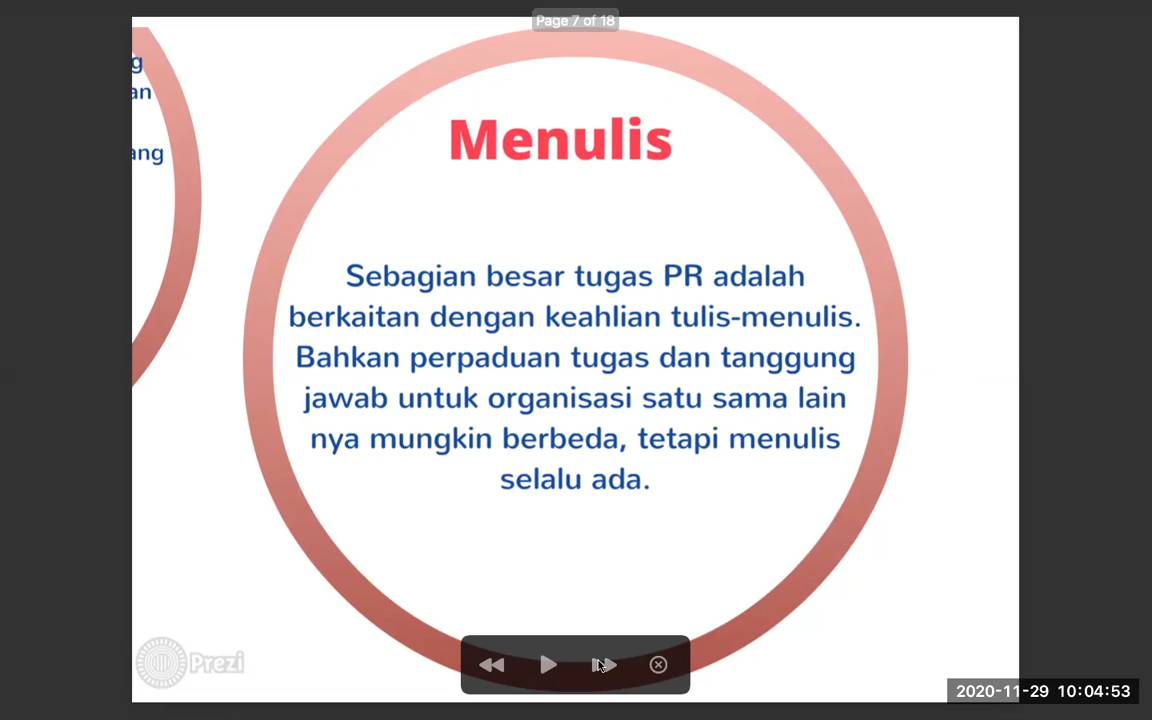 Page 7 of 18
g
an
ang
Menulis
Sebagian besar tugas PR adalah
berkaitan dengan keahlian tulis-menulis.
Bahkan perpaduan tugas dan tanggung
jawab untuk organisasi satu sama lain
nya mungkin berbeda, tetapi menulis
selalu ada.
Prezi
2020-11-29 10:04:53